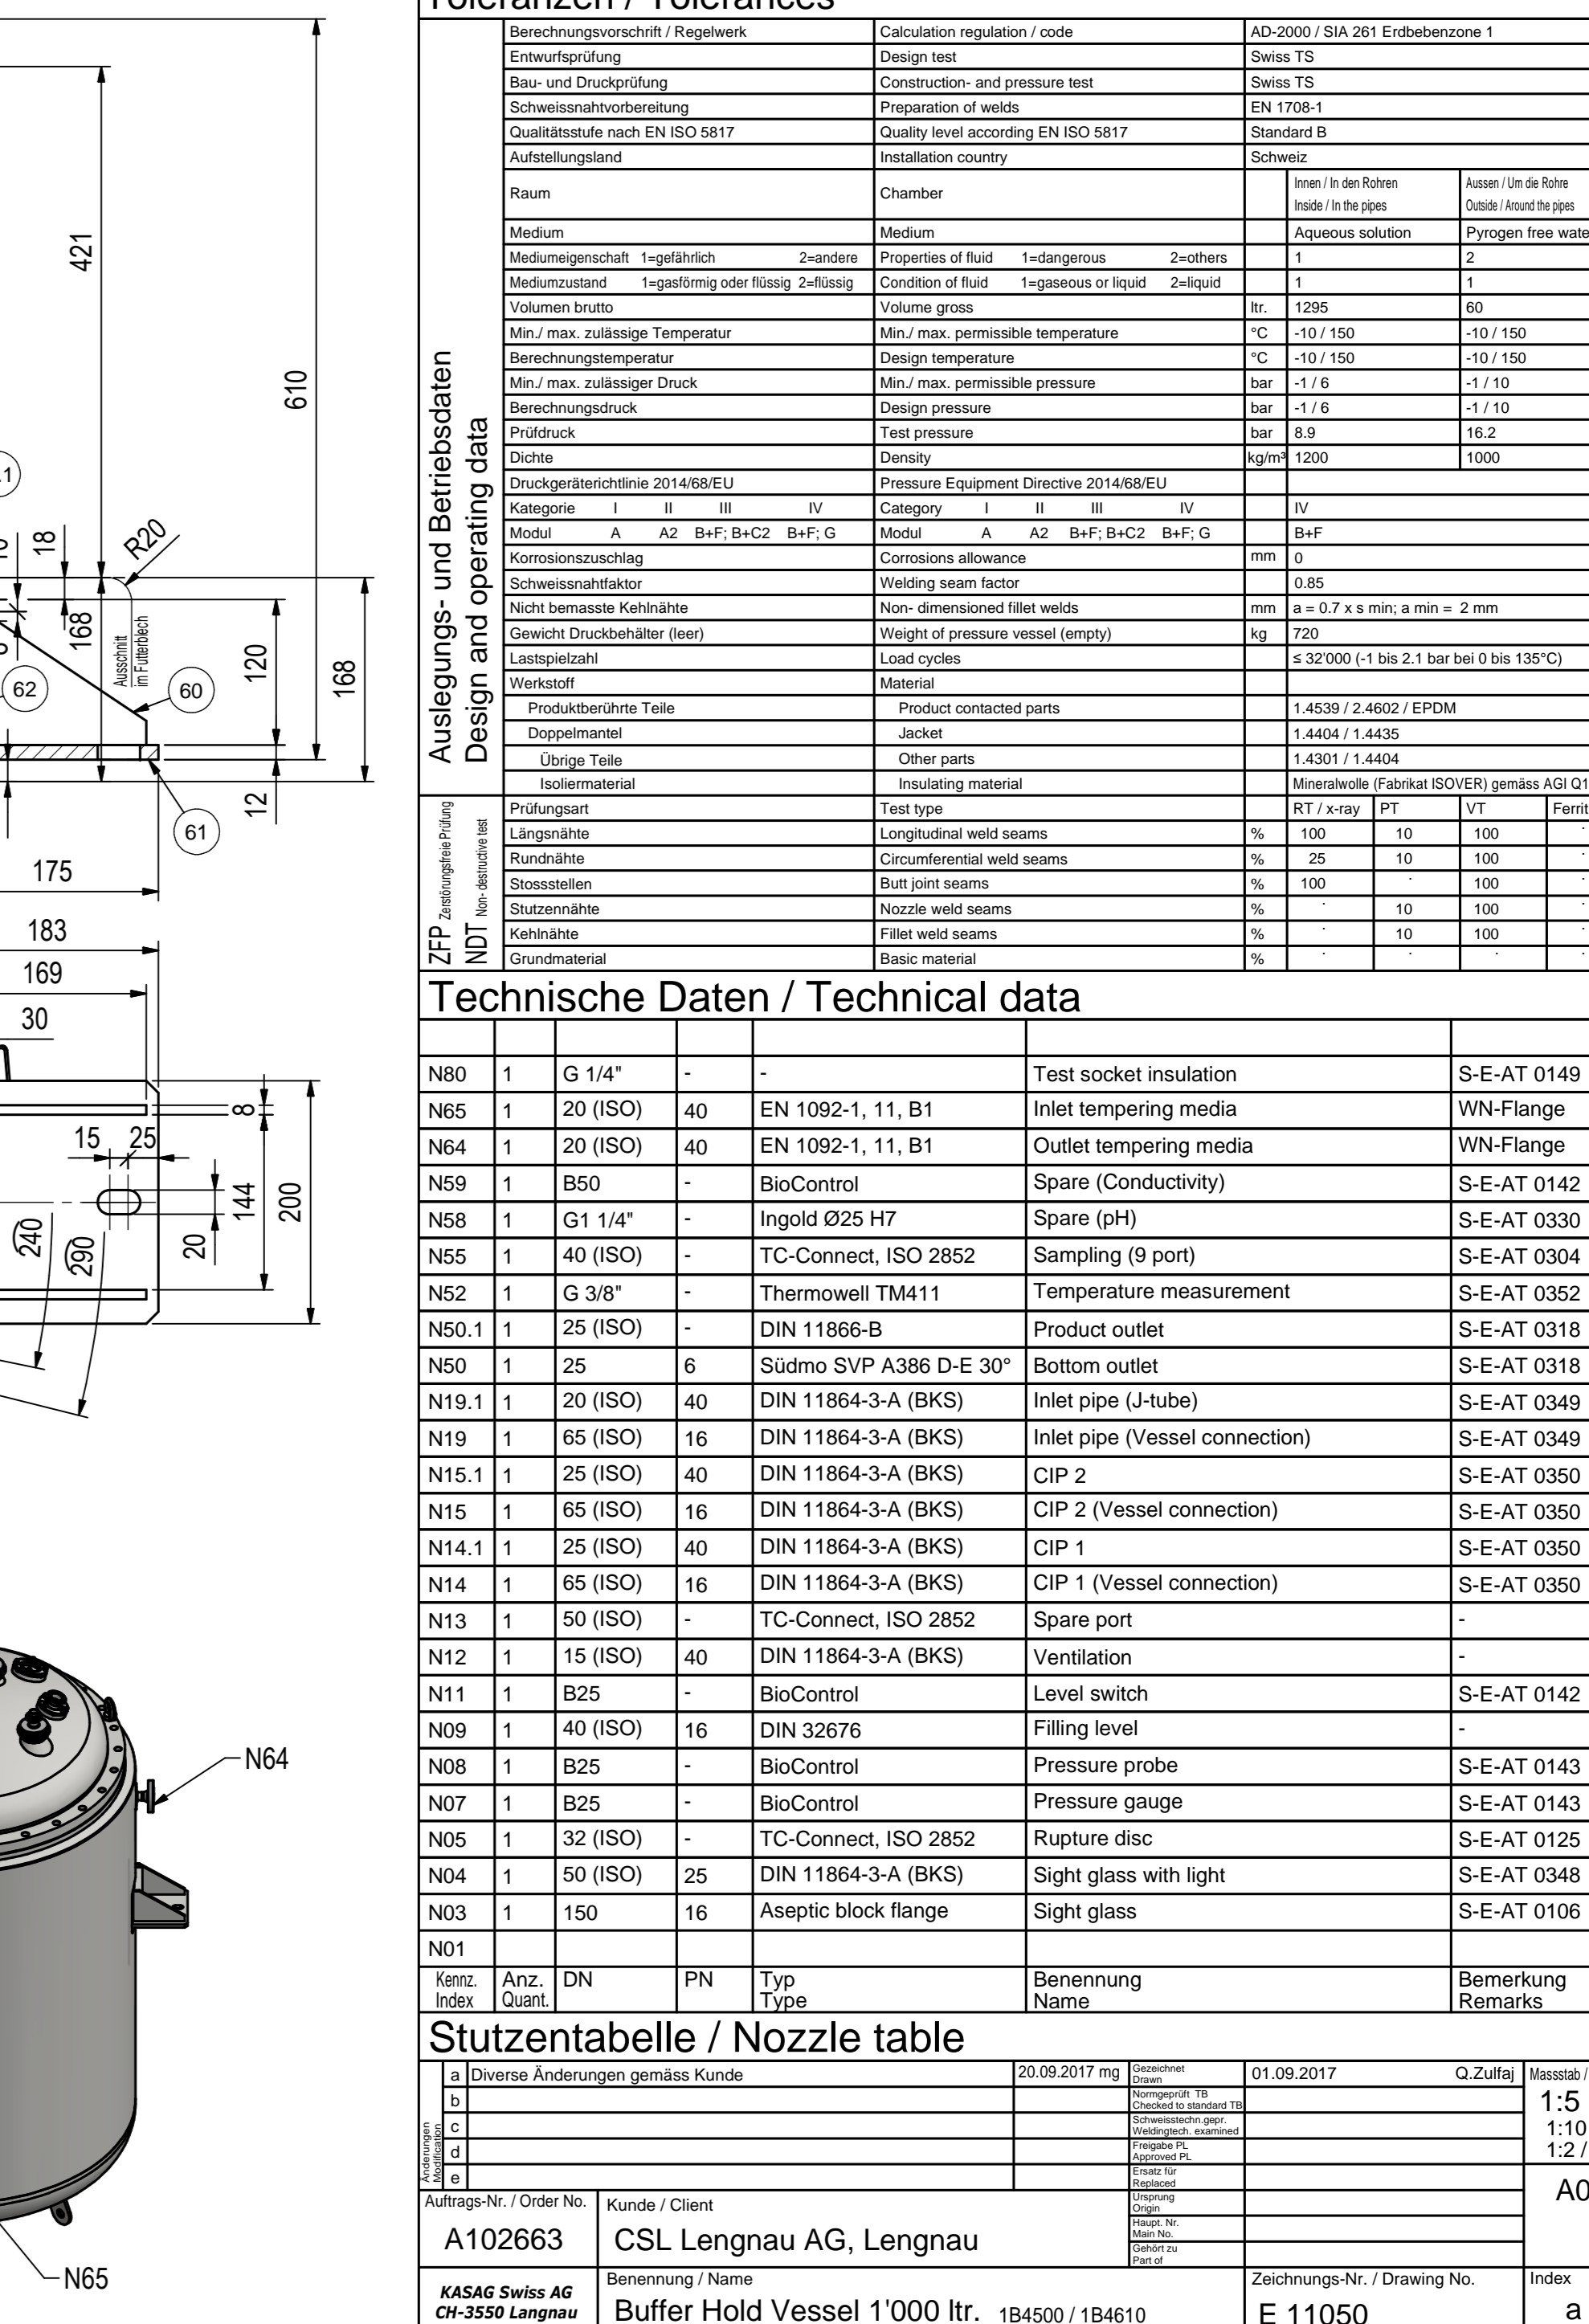 Toleranzen / Tolerances
Berechnungsvorschrift / Regelwerk Calculation regulation / code AD-2000 / SIA 261 Erdbebenzone 1
Entwurfsprüfung Design test Swiss TS
Bau- und Druckprüfung Construction- and pressure test Swiss TS
Schweissnahtvorbereitung Preparation of welds EN 1708-1
Qualitätsstufe nach EN ISO 5817 Quality level according EN ISO 5817 Standard B
Aufstellungsland Installation country Schweiz
Raum Chamber Innen / In den Rohren Aussen / Um die Rohre
Inside / In the pipes Outside / Around the pipes
Medium Medium Aqueous solution Pyrogen free wate
Mediumeigenschaft 1=gefährlich 2=andere Properties of fluid 1=dangerous 2=others 1 2
Mediumzustand 1=gasförmig oder flüssig 2=flüssig Condition of fluid 1=gaseous or liquid 2=liquid 1 1
Volumen brutto Volume gross ltr. 1295 60
Min./ max. zulässige Temperatur Min./ max. permissible temperature °C -10 / 150 -10 / 150
Berechnungstemperatur Design temperature °C -10 / 150 -10 / 150
Min./ max. zulässiger Druck Min./ max. permissible pressure bar -1 / 6 -1 / 10
Berechnungsdruck Design pressure bar -1 / 6 -1 / 10
Prüfdruck Test pressure bar 8.9 16.2
Dichte Density kg/m³ 1200 1000
Druckgeräterichtlinie 2014/68/EU Pressure Equipment Directive 2014/68/EU
Kategorie I II III IV Category I II III IV IV
Modul A A2 B+F; B+C2 B+F; G Modul A A2 B+F; B+C2 B+F; G B+F
Korrosionszuschlag Corrosions allowance mm 0
Schweissnahtfaktor Welding seam factor 0.85
Nicht bemasste Kehlnähte Non- dimensioned fillet welds mm a = 0.7 x s min; a min = 2 mm
Gewicht Druckbehälter (leer) Weight of pressure vessel (empty) kg 720
Lastspielzahl Load cycles ≤ 32'000 (-1 bis 2.1 bar bei 0 bis 135°C)
Werkstoff Material
Produktberührte Teile Product contacted parts 1.4539 / 2.4602 / EPDM
Doppelmantel Jacket 1.4404 / 1.4435
Übrige Teile Other parts 1.4301 / 1.4404
Isoliermaterial Insulating material Mineralwolle (Fabrikat ISOVER) gemäss AGI Q1
Auslegungs- und Betriebsdaten
Design and operating data
Prüfungsart Test type RT / x-ray PT VT Ferrit
Längsnähte Longitudinal weld seams % 100 10 100
Rundnähte Circumferential weld seams % 25 10 100
Stossstellen Butt joint seams % 100 100
Stutzennähte Nozzle weld seams % 10 100
Kehlnähte Fillet weld seams % 10 100
Grundmaterial Basic material %
ZFP Zerstörungsfreie Prüfung
NDT Non- destructive test
Technische Daten / Technical data
N80 1 G 1/4" - - Test socket insulation S-E-AT 0149
N65 1 20 (ISO) 40 EN 1092-1, 11, B1 Inlet tempering media WN-Flange
N64 1 20 (ISO) 40 EN 1092-1, 11, B1 Outlet tempering media WN-Flange
N59 1 B50 - BioControl Spare (Conductivity) S-E-AT 0142
N58 1 G1 1/4" - Ingold Ø25 H7 Spare (pH) S-E-AT 0330
N55 1 40 (ISO) - TC-Connect, ISO 2852 Sampling (9 port) S-E-AT 0304
N52 1 G 3/8" - Thermowell TM411 Temperature measurement S-E-AT 0352
N50.1 1 25 (ISO) - DIN 11866-B Product outlet S-E-AT 0318
N50 1 25 6 Südmo SVP A386 D-E 30° Bottom outlet S-E-AT 0318
N19.1 1 20 (ISO) 40 DIN 11864-3-A (BKS) Inlet pipe (J-tube) S-E-AT 0349
N19 1 65 (ISO) 16 DIN 11864-3-A (BKS) Inlet pipe (Vessel connection) S-E-AT 0349
N15.1 1 25 (ISO) 40 DIN 11864-3-A (BKS) CIP 2 S-E-AT 0350
N15 1 65 (ISO) 16 DIN 11864-3-A (BKS) CIP 2 (Vessel connection) S-E-AT 0350
N14.1 1 25 (ISO) 40 DIN 11864-3-A (BKS) CIP 1 S-E-AT 0350
N14 1 65 (ISO) 16 DIN 11864-3-A (BKS) CIP 1 (Vessel connection) S-E-AT 0350
N13 1 50 (ISO) - TC-Connect, ISO 2852 Spare port -
N12 1 15 (ISO) 40 DIN 11864-3-A (BKS) Ventilation -
N11 1 B25 - BioControl Level switch S-E-AT 0142
N09 1 40 (ISO) 16 DIN 32676 Filling level -
N08 1 B25 - BioControl Pressure probe S-E-AT 0143
N07 1 B25 - BioControl Pressure gauge S-E-AT 0143
N05 1 32 (ISO) - TC-Connect, ISO 2852 Rupture disc S-E-AT 0125
N04 1 50 (ISO) 25 DIN 11864-3-A (BKS) Sight glass with light S-E-AT 0348
N03 1 150 16 Aseptic block flange Sight glass S-E-AT 0106
N01
Kennz. Anz. DN PN Typ Benennung Bemerkung
Index Quant. Type Name Remarks
Stutzentabelle / Nozzle table
a Diverse Änderungen gemäss Kunde 20.09.2017 mg
b
c
d
e
Änderungen
Modification
Gezeichnet
Drawn
01.09.2017 Q.Zulfaj
Normgeprüft TB
Checked to standard TB
Schweisstechn.gepr.
Weldingtech. examined
Freigabe PL
Approved PL
Ersatz für
Replaced
Ursprung
Origin
Haupt. Nr.
Main No.
Gehört zu
Part of
Massstab /
1:5
1:10
1:2 /
A0
Auftrags-Nr. / Order No.
A102663
Kunde / Client
CSL Lengnau AG, Lengnau
KASAG Swiss AG
CH-3550 Langnau
Benennung / Name
Buffer Hold Vessel 1'000 ltr. 1B4500 / 1B4610
Zeichnungs-Nr. / Drawing No.
E 11050
Index
a
421
610
18
R20
168
Ausschnitt
im Futterblech
120
168
62
60
12
61
175
183
169
30
8
15 25
144
200
240
290
20
N64
N65